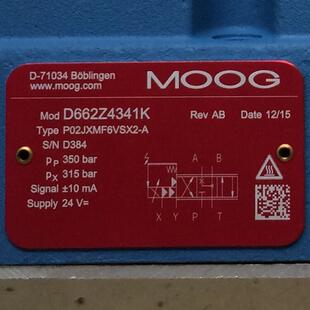 D-71034 Böblingen
www.moog.com
MOOG
Mod D662Z4341K Rev AB Date 12/15
Type P02JXMF6VSX2-A
S/N D384
pP 350 bar
pX 315 bar
Signal ±10 mA
Supply 24 V=
A B
X Y P T